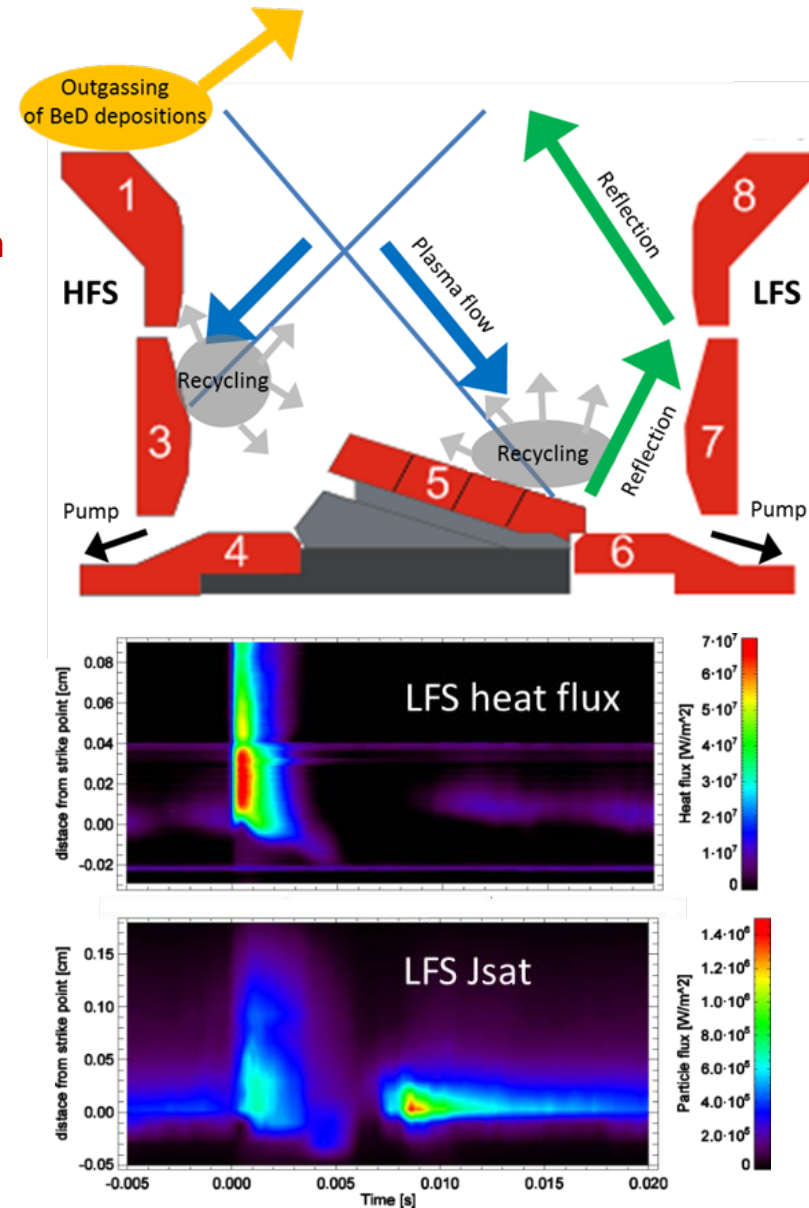 Outgassing
of BeD depositions
1
8
Reflection
HFS
Plasma flow
LFS
Recycling
3
7
Recycling
Reflection
5
Pump
Pump
4
6
LFS heat flux
0.08
0.06
0.04
0.02
0.00
-0.02
distace from strike point [cm]
7·10⁷
6·10⁷
5·10⁷
4·10⁷
3·10⁷
2·10⁷
1·10⁷
0
Heat flux [W/m^2]
LFS Jsat
0.15
0.10
0.05
0.00
-0.05
distace from strike point [cm]
1.4·10⁶
1.2·10⁶
1.0·10⁶
8.0·10⁵
6.0·10⁵
4.0·10⁵
2.0·10⁵
0
Particle flux [W/m^2]
-0.005
0.000
0.005
0.010
0.015
0.020
Time [s]